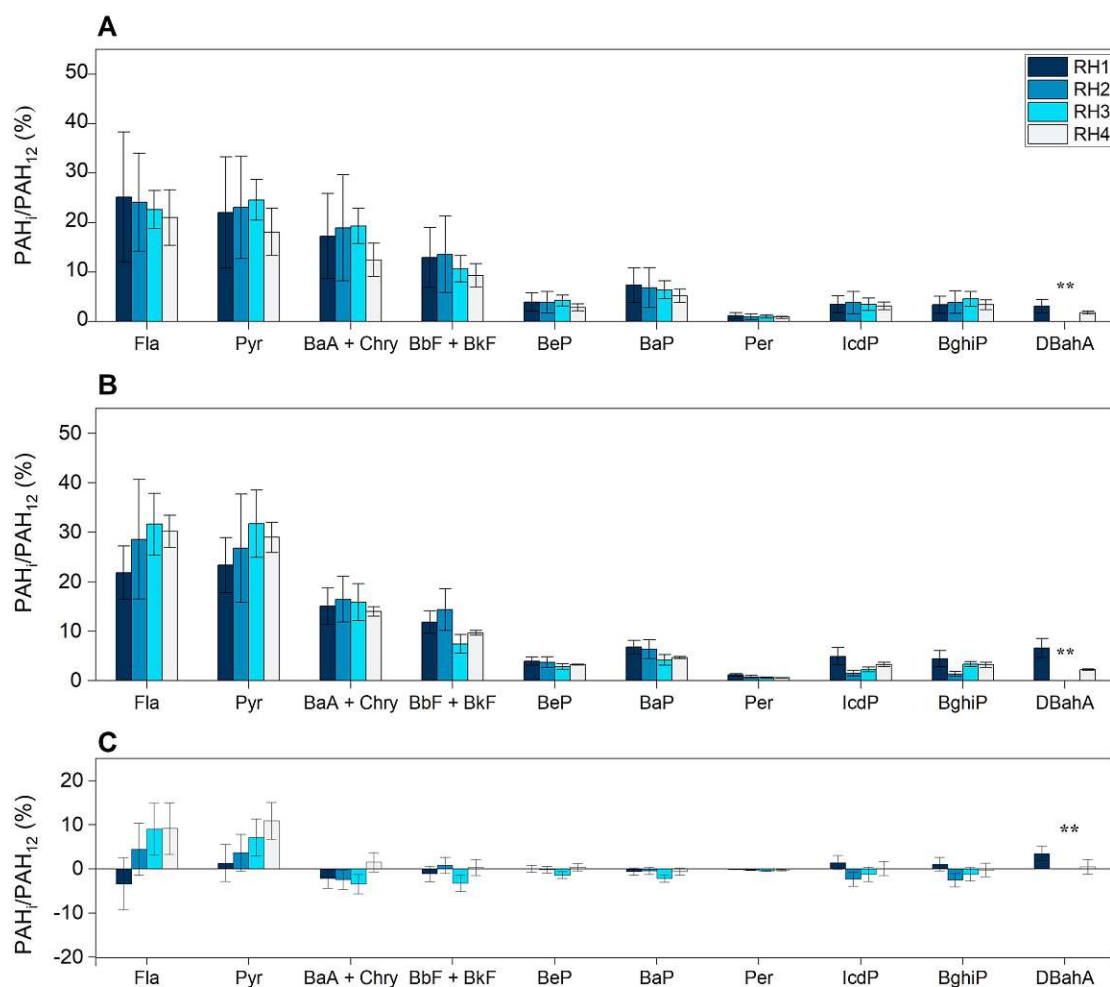 A
PAHᵢ/PAH₁₂ (%)
50
40
30
20
10
0
RH1
RH2
RH3
RH4
**
Fla Pyr BaA + Chry BbF + BkF BeP BaP Per IcdP BghiP DBahA
B
PAHᵢ/PAH₁₂ (%)
50
40
30
20
10
0
**
Fla Pyr BaA + Chry BbF + BkF BeP BaP Per IcdP BghiP DBahA
C
PAHᵢ/PAH₁₂ (%)
20
10
0
-10
-20
**
Fla Pyr BaA + Chry BbF + BkF BeP BaP Per IcdP BghiP DBahA